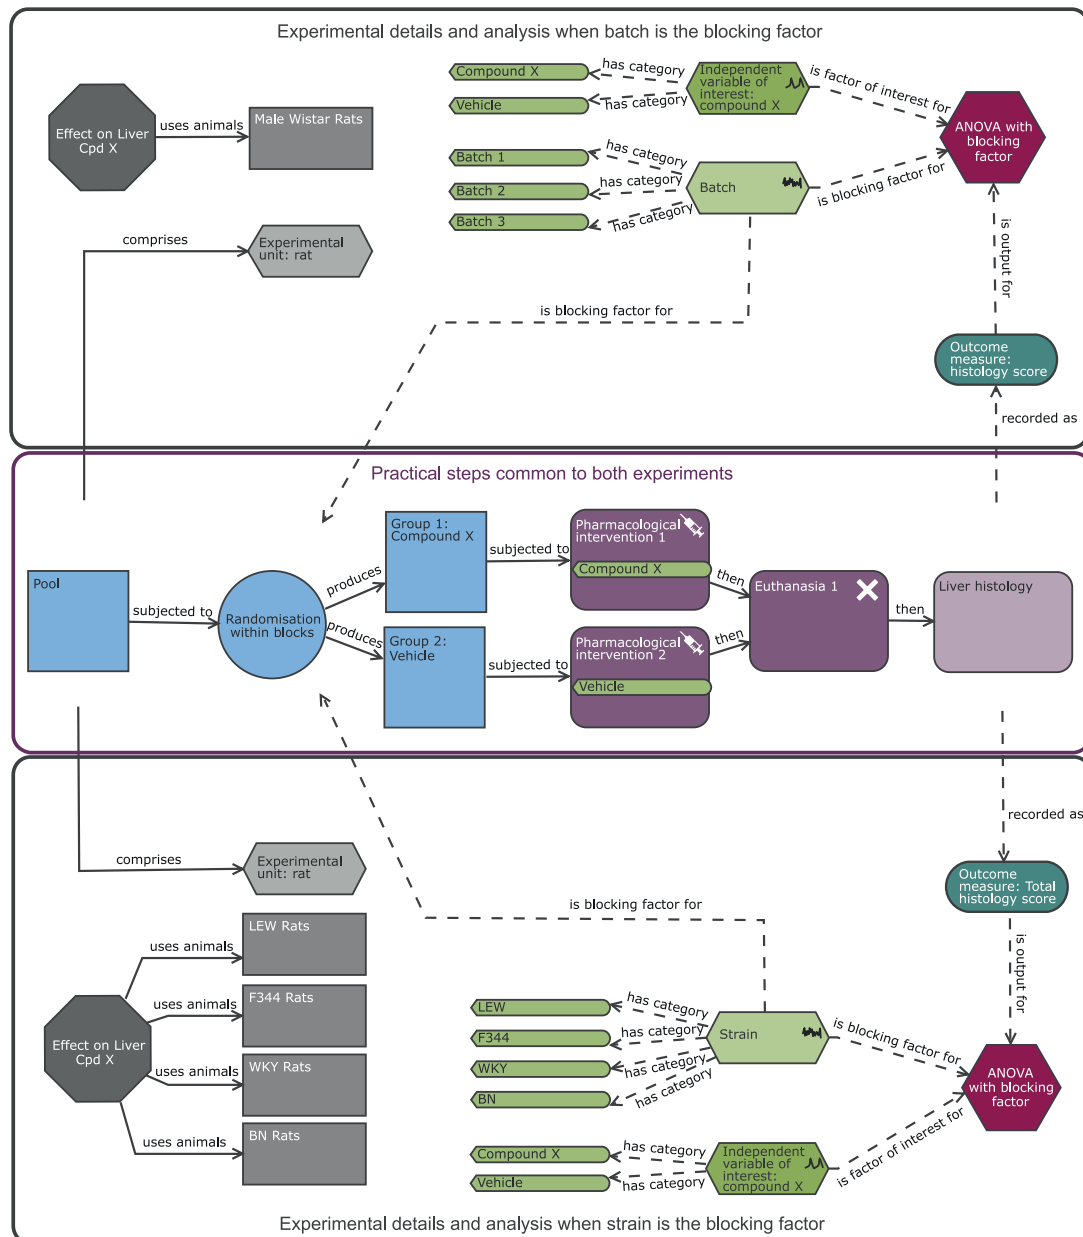 Experimental details and analysis when batch is the blocking factor
Effect on Liver
Cpd X
uses animals
Male Wistar Rats
Compound X
Vehicle
has category
has category
Independent
variable of
interest:
compound X
is factor of interest for
ANOVA with
blocking
factor
Batch 1
Batch 2
Batch 3
has category
has category
has category
Batch
is blocking factor for
comprises
Experimental
unit: rat
is blocking factor for
is output for
Outcome
measure:
histology score
recorded as
Practical steps common to both experiments
Pool
subjected to
Randomisation
within blocks
produces
produces
Group 1:
Compound X
Group 2:
Vehicle
subjected to
subjected to
Pharmacological
intervention 1
Compound X
Pharmacological
intervention 2
Vehicle
then
then
Euthanasia 1
then
Liver histology
comprises
Experimental
unit: rat
recorded as
Outcome
measure: Total
histology score
is output for
is blocking factor for
Effect on Liver
Cpd X
uses animals
uses animals
uses animals
uses animals
LEW Rats
F344 Rats
WKY Rats
BN Rats
LEW
F344
WKY
BN
has category
has category
has category
has category
Strain
is blocking factor for
ANOVA
with blocking
factor
Compound X
Vehicle
has category
has category
Independent
variable of
interest:
compound X
is factor of interest for
Experimental details and analysis when strain is the blocking factor